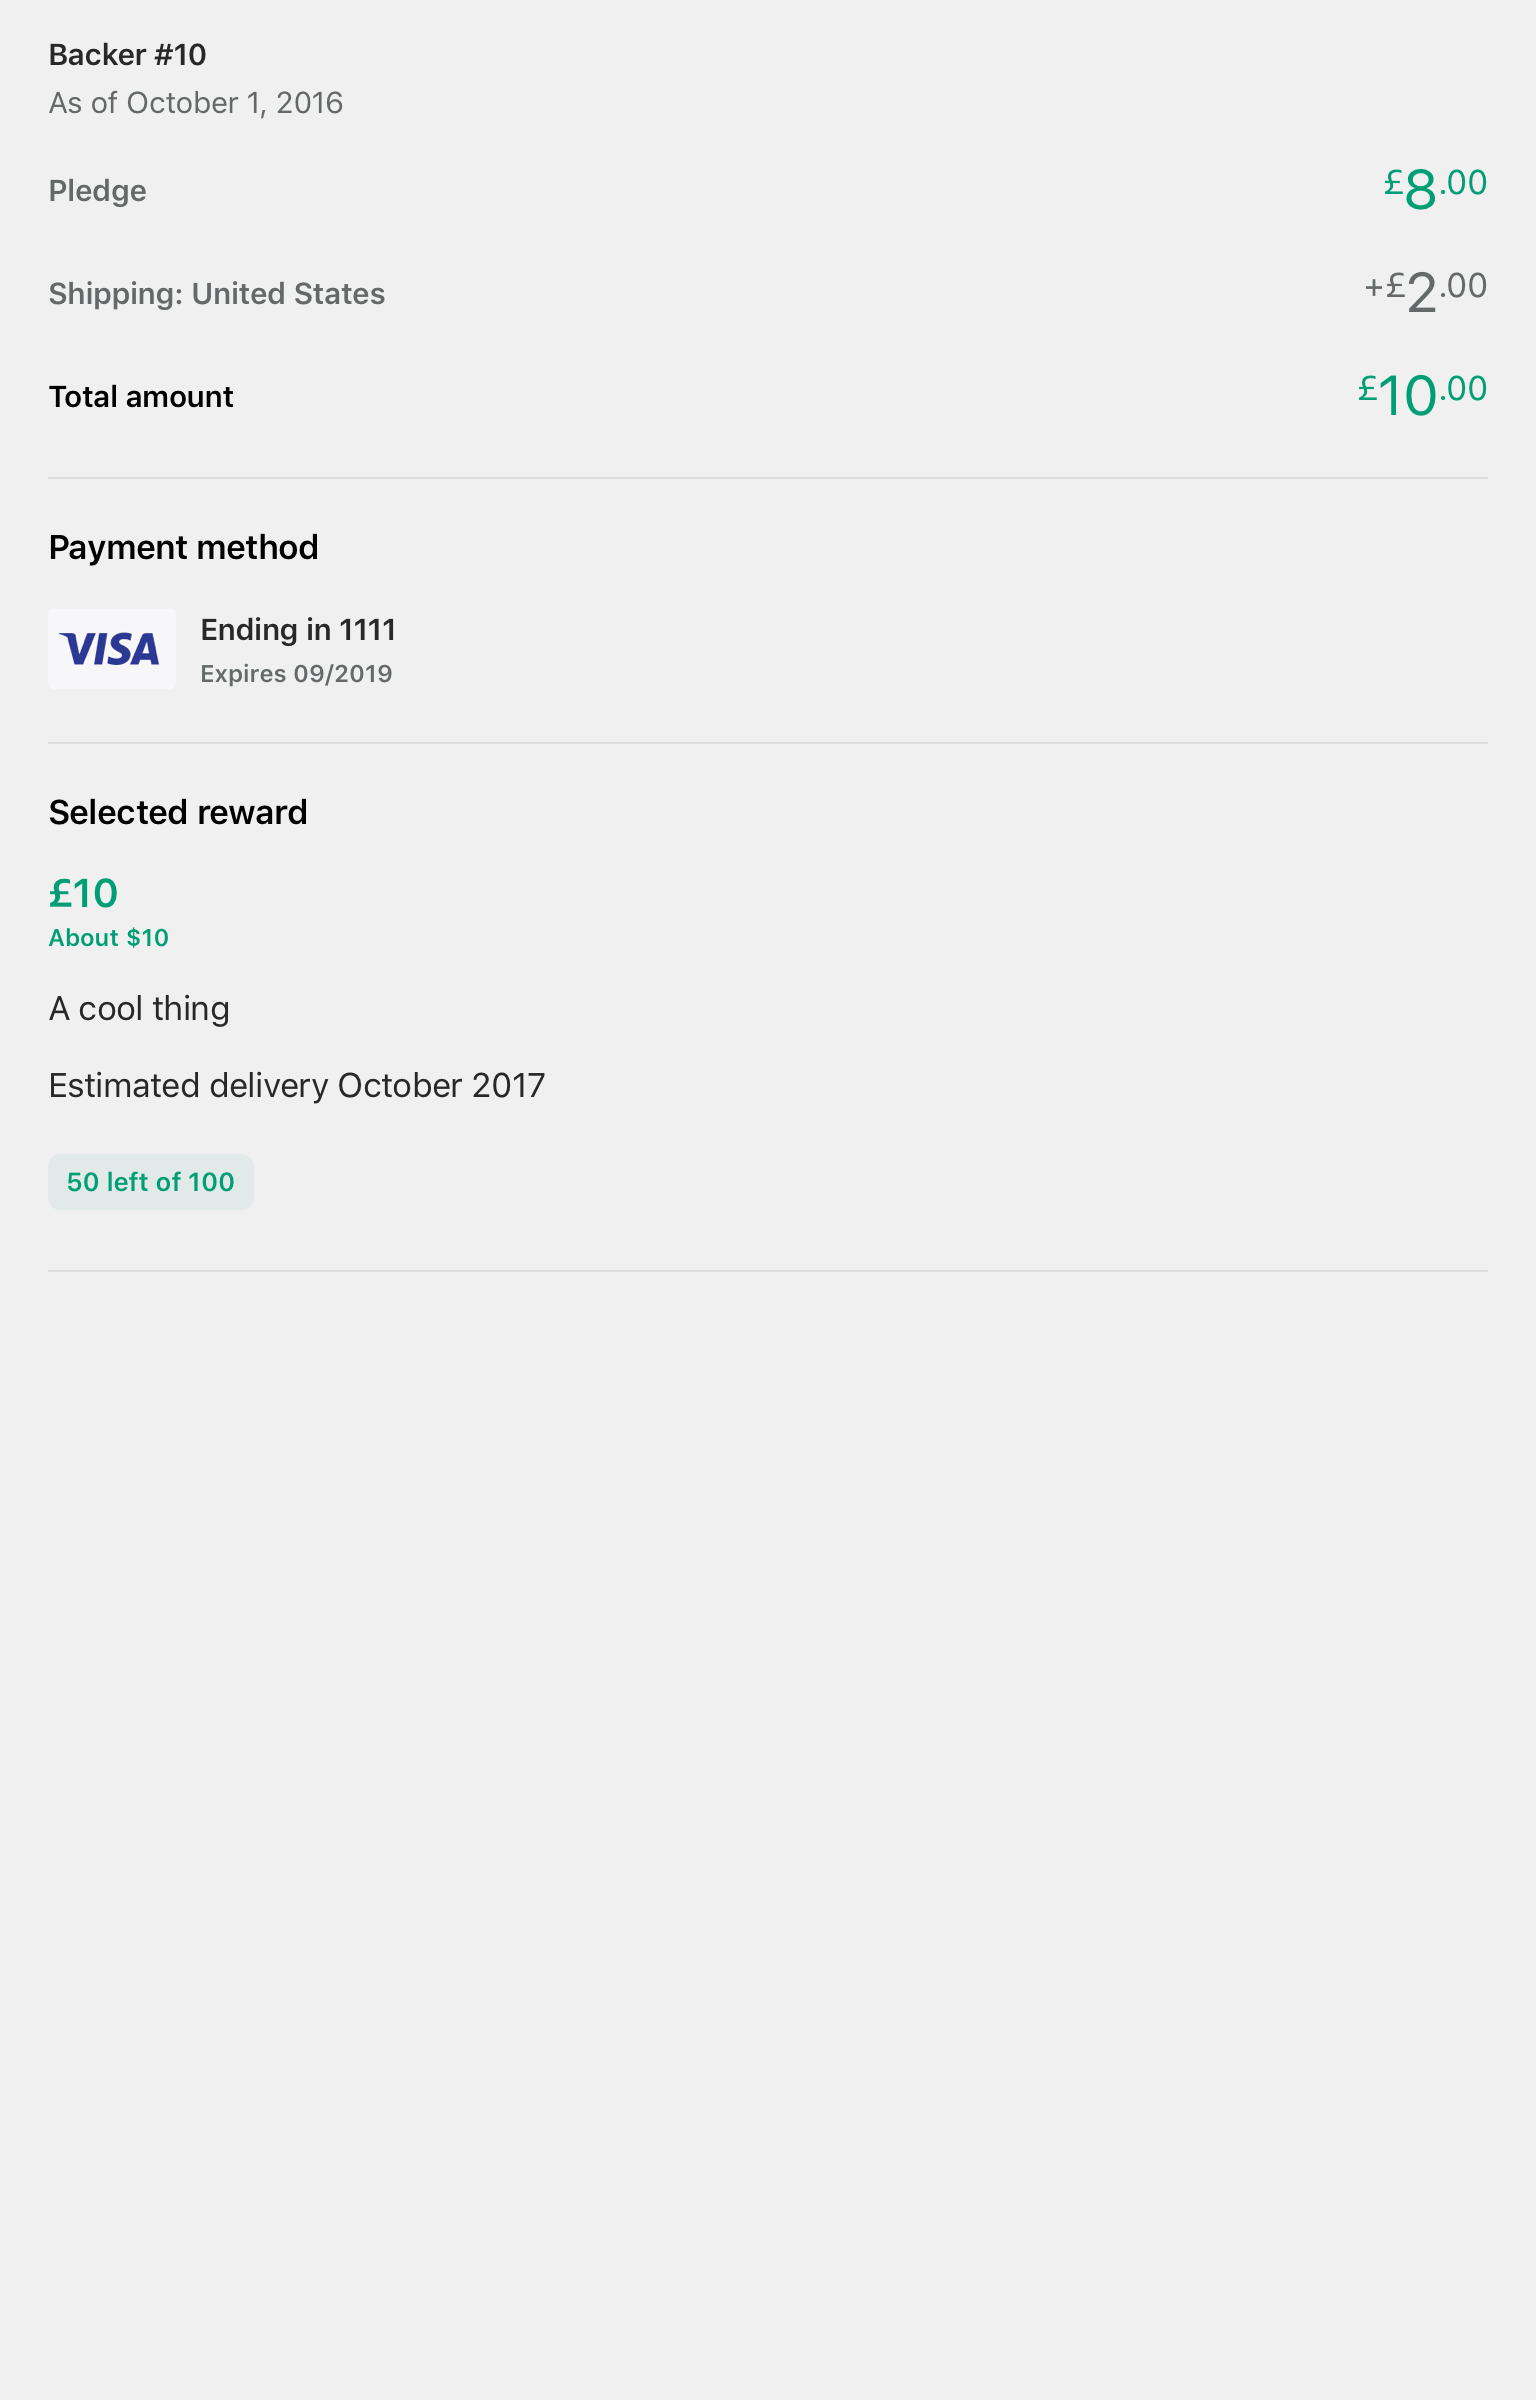 Backer #10
As of October 1, 2016
Pledge £8.00
Shipping: United States +£2.00
Total amount £10.00
Payment method
VISA Ending in 1111
Expires 09/2019
Selected reward
£10
About $10
A cool thing
Estimated delivery October 2017
50 left of 100